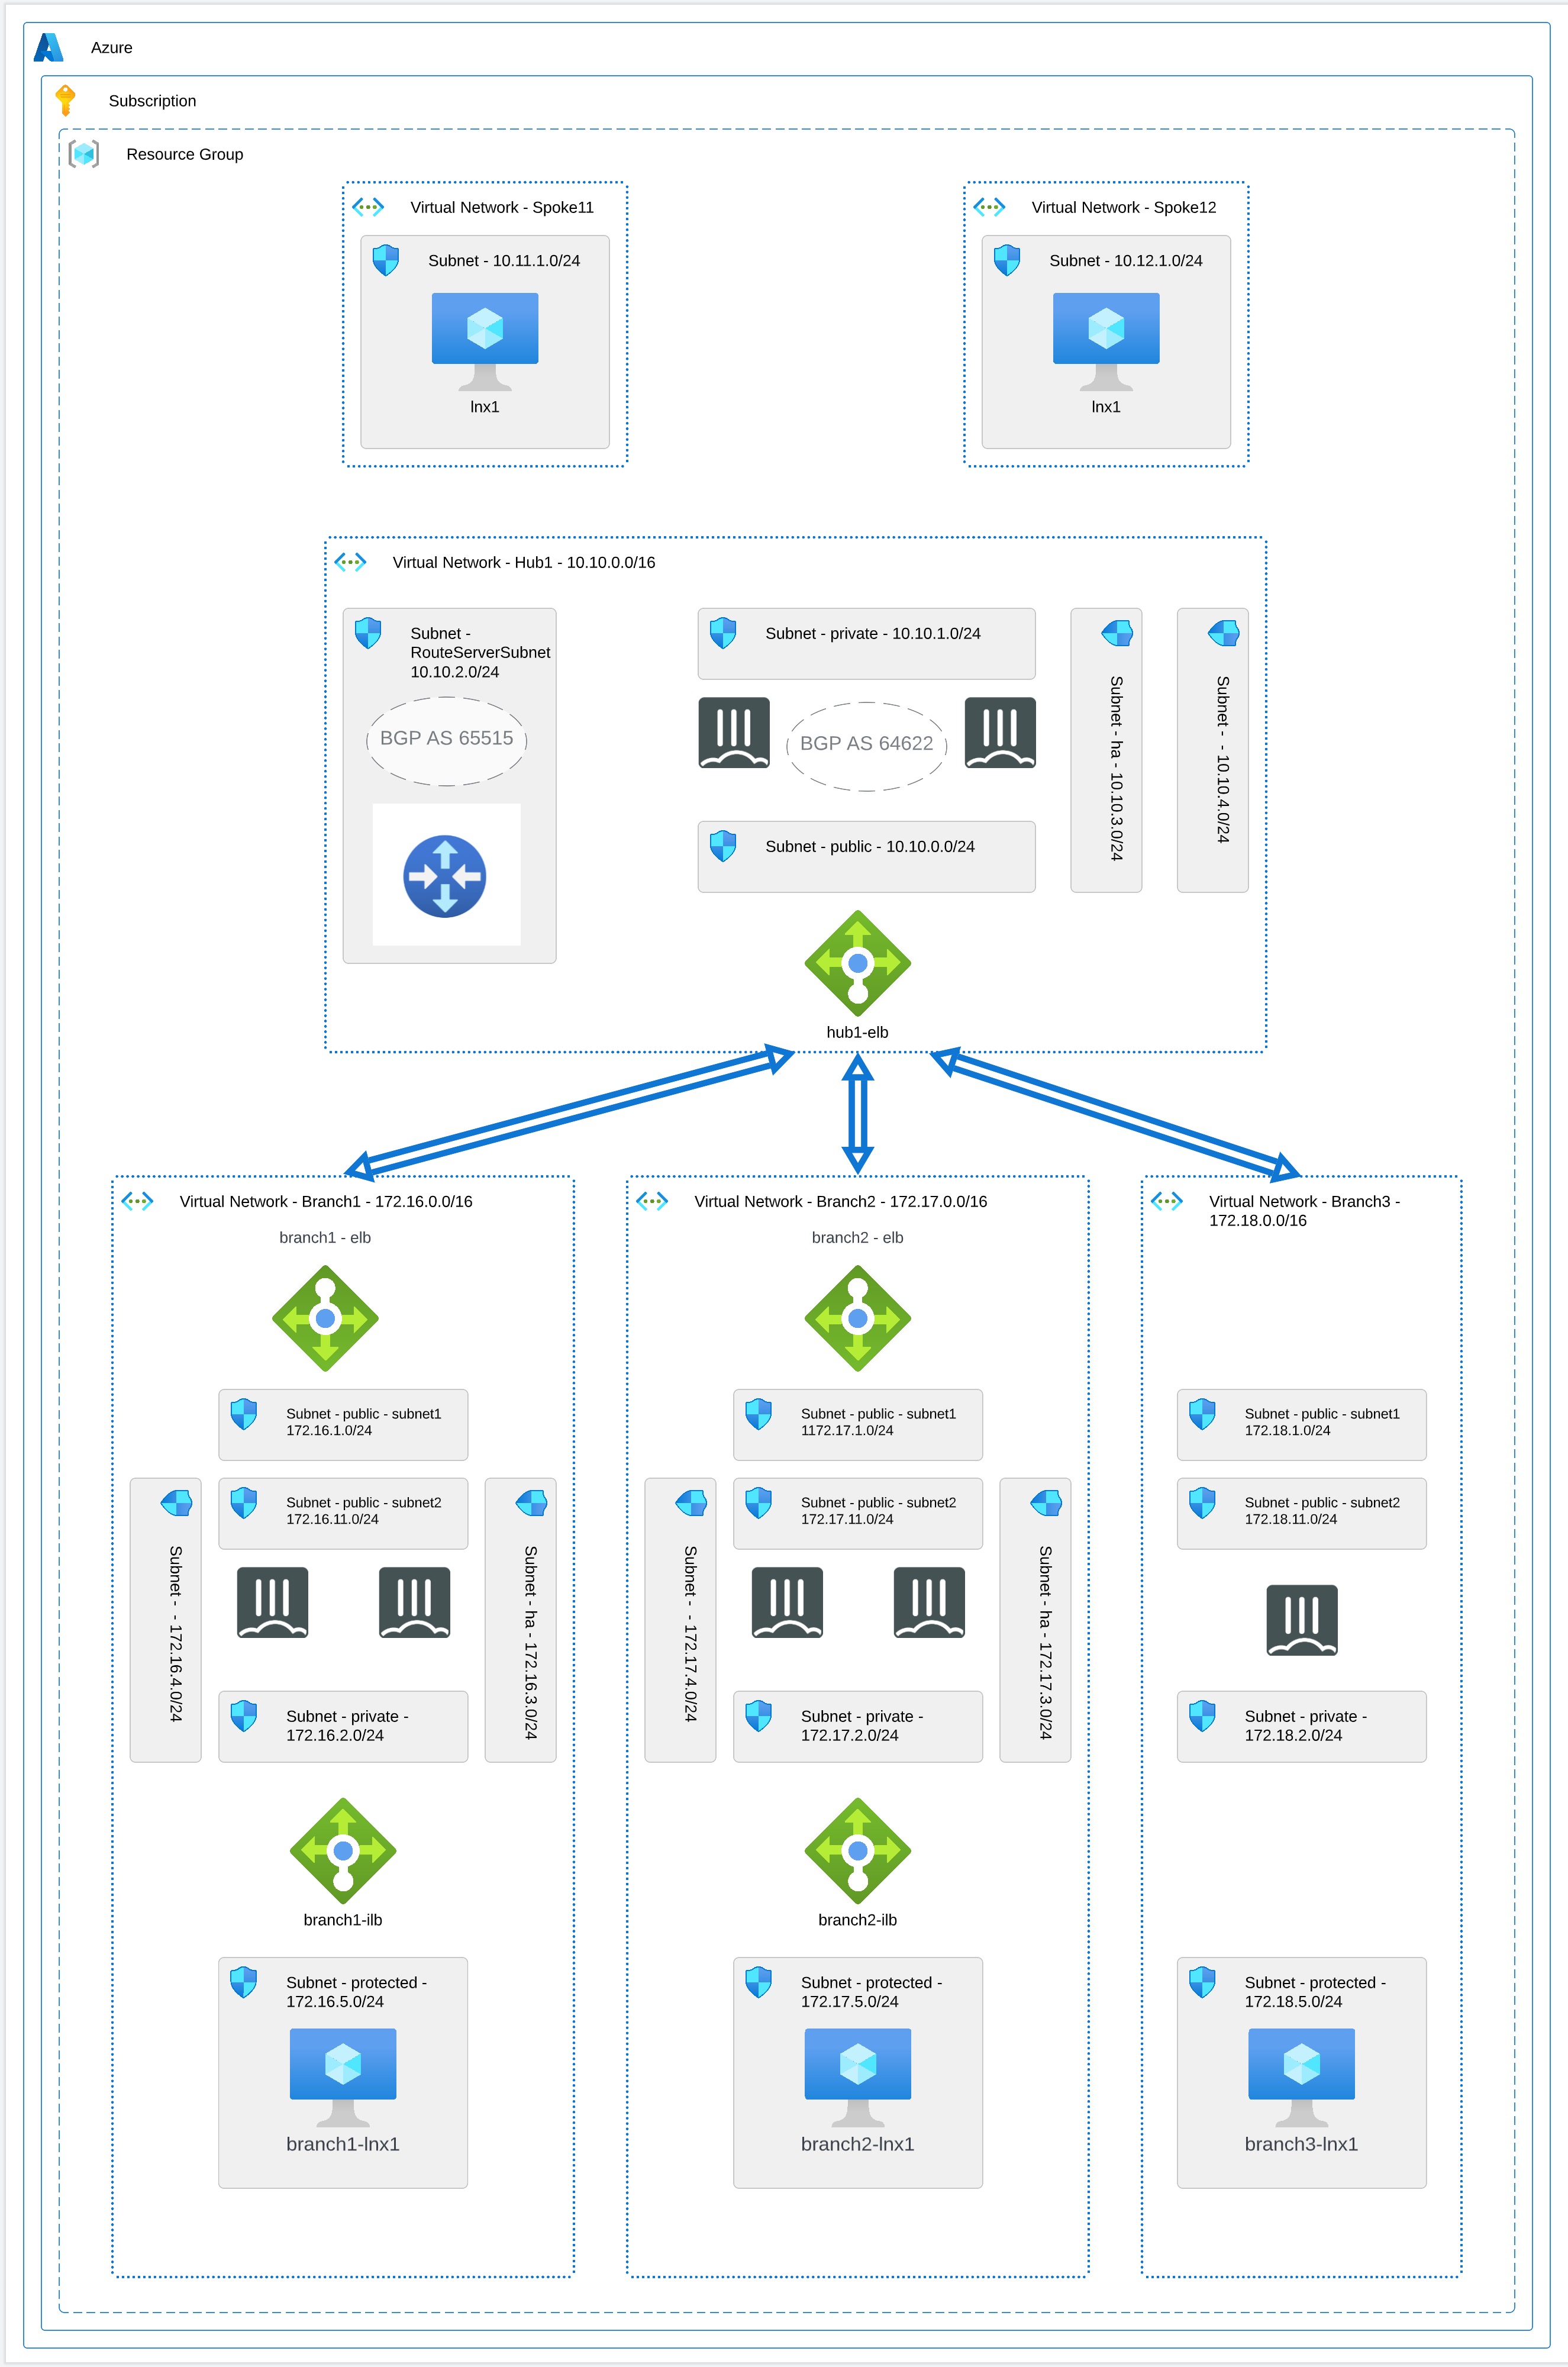 Azure
Subscription
Resource Group
Virtual Network - Spoke11
Subnet - 10.11.1.0/24
lnx1
Virtual Network - Spoke12
Subnet - 10.12.1.0/24
lnx1
Virtual Network - Hub1 - 10.10.0.0/16
Subnet -
RouteServerSubnet
10.10.2.0/24
BGP AS 65515
Subnet - private - 10.10.1.0/24
BGP AS 64622
Subnet - public - 10.10.0.0/24
Subnet - ha - 10.10.3.0/24
Subnet -  - 10.10.4.0/24
hub1-elb
Virtual Network - Branch1 - 172.16.0.0/16
branch1 - elb
Subnet - public - subnet1
172.16.1.0/24
Subnet - public - subnet2
172.16.11.0/24
Subnet -  - 172.16.4.0/24
Subnet - ha - 172.16.3.0/24
Subnet - private -
172.16.2.0/24
branch1-ilb
Subnet - protected -
172.16.5.0/24
branch1-lnx1
Virtual Network - Branch2 - 172.17.0.0/16
branch2 - elb
Subnet - public - subnet1
1172.17.1.0/24
Subnet - public - subnet2
172.17.11.0/24
Subnet -  - 172.17.4.0/24
Subnet - ha - 172.17.3.0/24
Subnet - private -
172.17.2.0/24
branch2-ilb
Subnet - protected -
172.17.5.0/24
branch2-lnx1
Virtual Network - Branch3 -
172.18.0.0/16
Subnet - public - subnet1
172.18.1.0/24
Subnet - public - subnet2
172.18.11.0/24
Subnet - private -
172.18.2.0/24
Subnet - protected -
172.18.5.0/24
branch3-lnx1